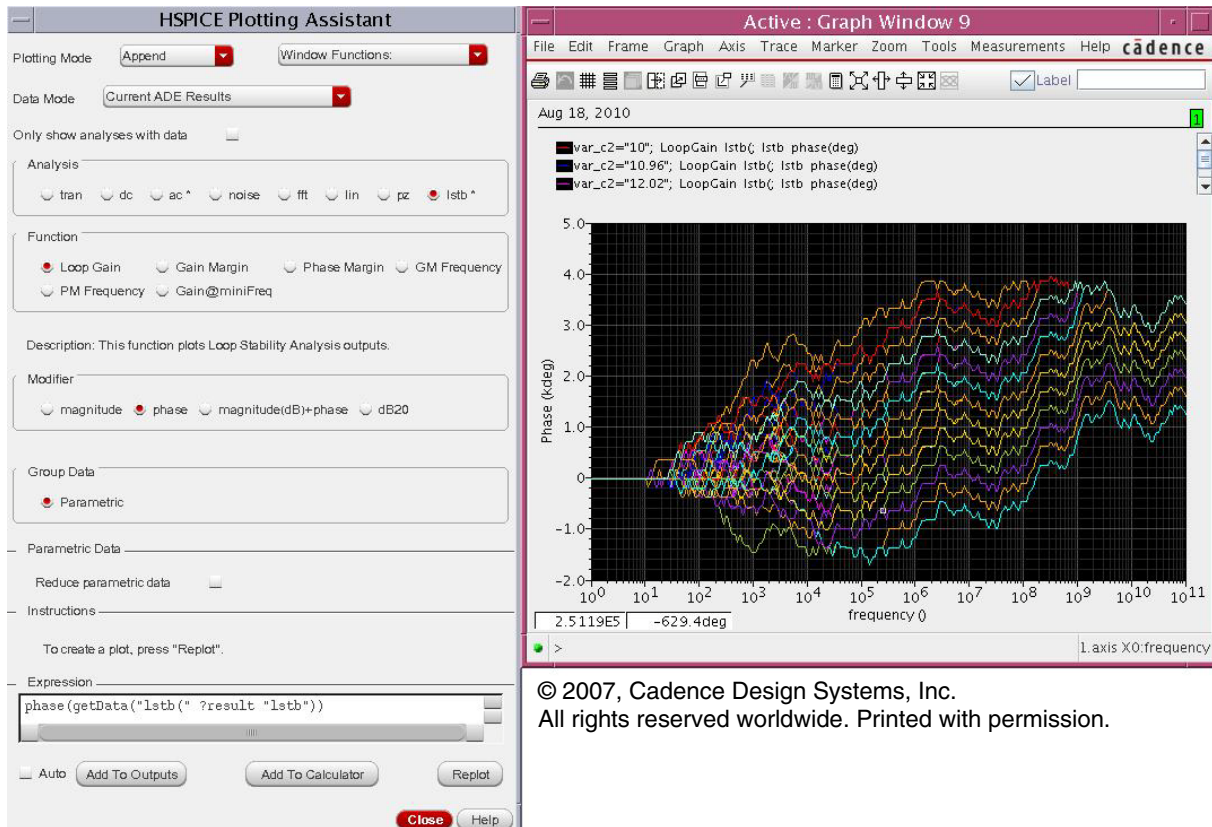 HSPICE Plotting Assistant
Plotting Mode Append Window Functions:
Data Mode Current ADE Results
Only show analyses with data
Analysis
tran dc ac * noise fft lin pz lstb *
Function
Loop Gain Gain Margin Phase Margin GM Frequency
PM Frequency Gain@miniFreq
Description: This function plots Loop Stability Analysis outputs.
Modifier
magnitude phase magnitude(dB)+phase dB20
Group Data
Parametric
Parametric Data
Reduce parametric data
Instructions
To create a plot, press "Replot".
Expression
phase(getData("lstb(" ?result "lstb"))
Auto Add To Outputs Add To Calculator Replot
Close Help
Active : Graph Window 9
File Edit Frame Graph Axis Trace Marker Zoom Tools Measurements Help cādence
Label
Aug 18, 2010
1
var_c2="10"; LoopGain lstb(; lstb phase(deg)
var_c2="10.96"; LoopGain lstb(; lstb phase(deg)
var_c2="12.02"; LoopGain lstb(; lstb phase(deg)
5.0
4.0
3.0
2.0
1.0
0
-1.0
-2.0
Phase (kdeg)
10^0 10^1 10^2 10^3 10^4 10^5 10^6 10^7 10^8 10^9 10^10 10^11
frequency ()
2.5119E5 -629.4deg
> 1.axis X0:frequency
© 2007, Cadence Design Systems, Inc.
All rights reserved worldwide. Printed with permission.